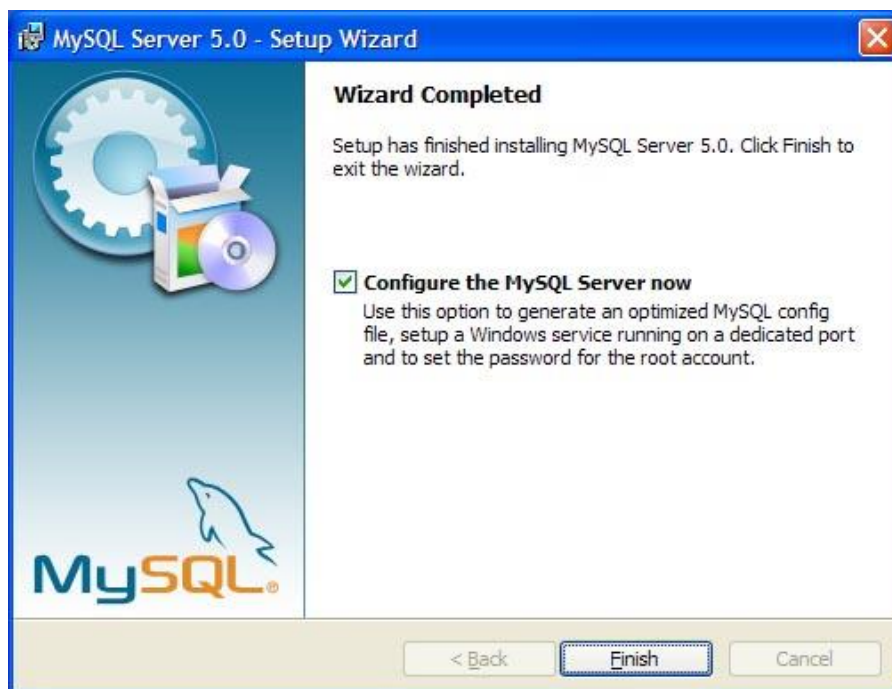 MySQL Server 5.0 - Setup Wizard
Wizard Completed
Setup has finished installing MySQL Server 5.0. Click Finish to
exit the wizard.
Configure the MySQL Server now
Use this option to generate an optimized MySQL config
file, setup a Windows service running on a dedicated port
and to set the password for the root account.
MySQL®
< Back
Finish
Cancel